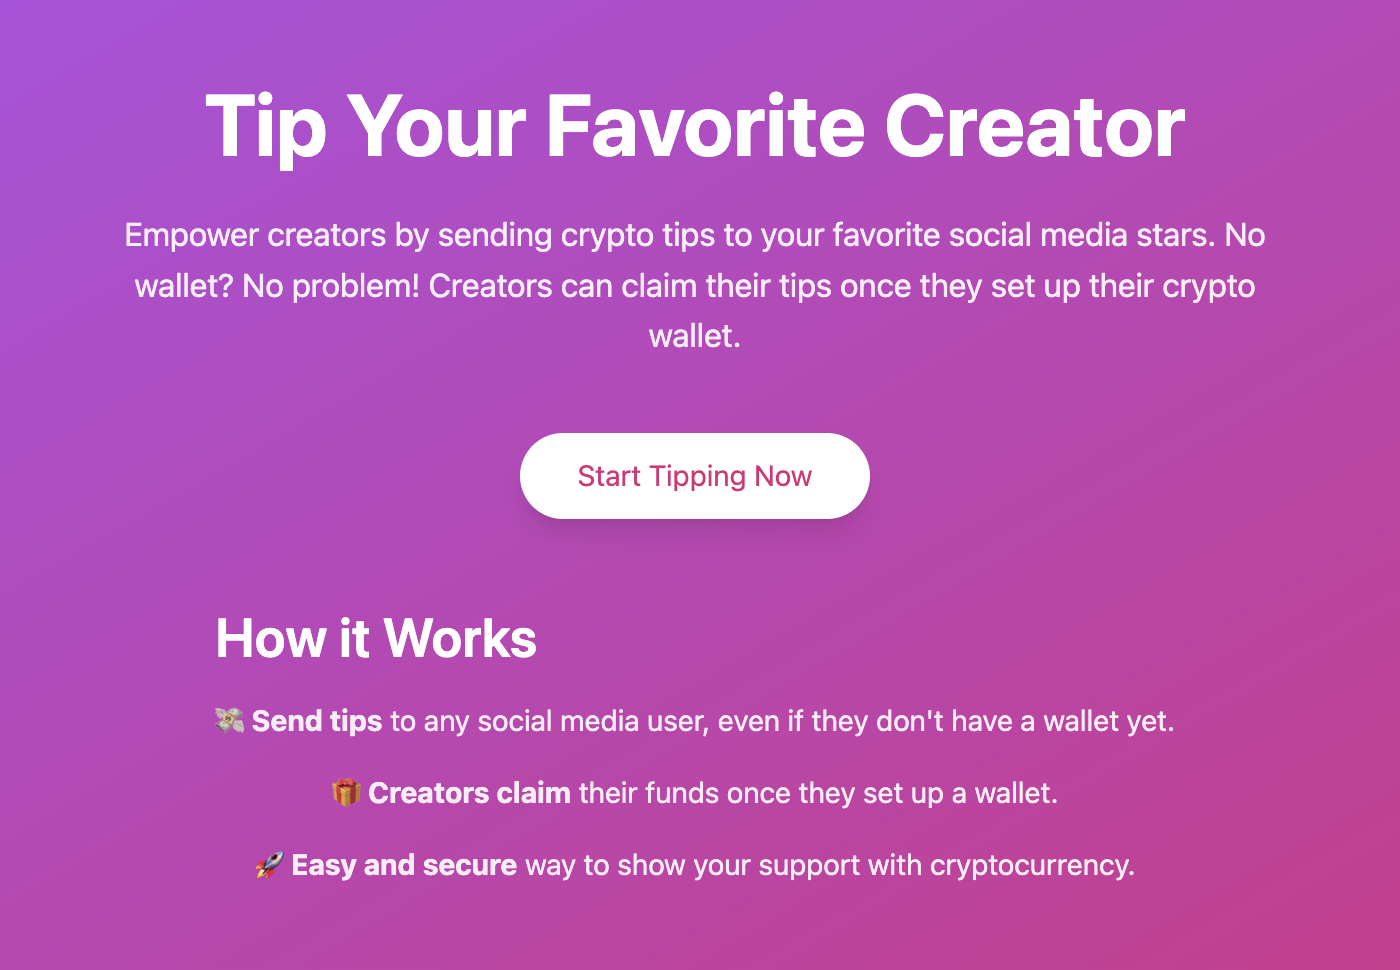 Tip Your Favorite Creator
Empower creators by sending crypto tips to your favorite social media stars. No
wallet? No problem! Creators can claim their tips once they set up their crypto
wallet.
Start Tipping Now
How it Works
💸 Send tips to any social media user, even if they don't have a wallet yet.
🎁 Creators claim their funds once they set up a wallet.
🚀 Easy and secure way to show your support with cryptocurrency.